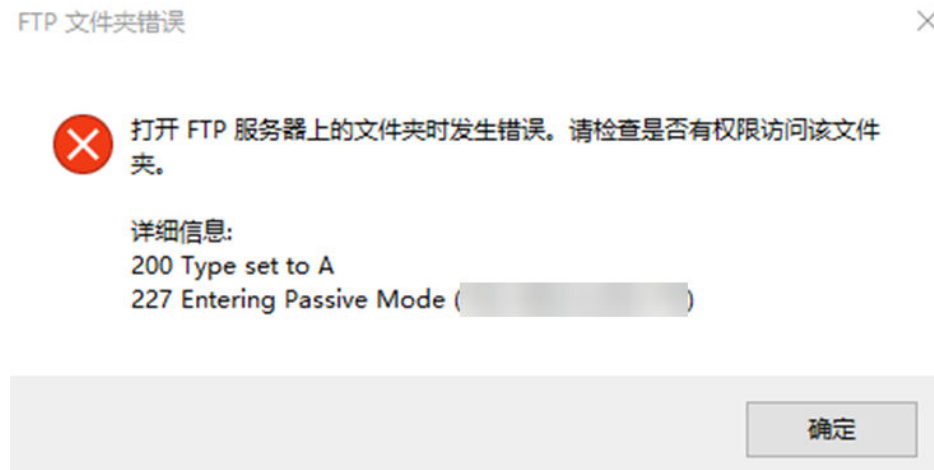 FTP 文件夹错误
打开 FTP 服务器上的文件夹时发生错误。请检查是否有权限访问该文件
夹。
详细信息:
200 Type set to A
227 Entering Passive Mode ( )
确定